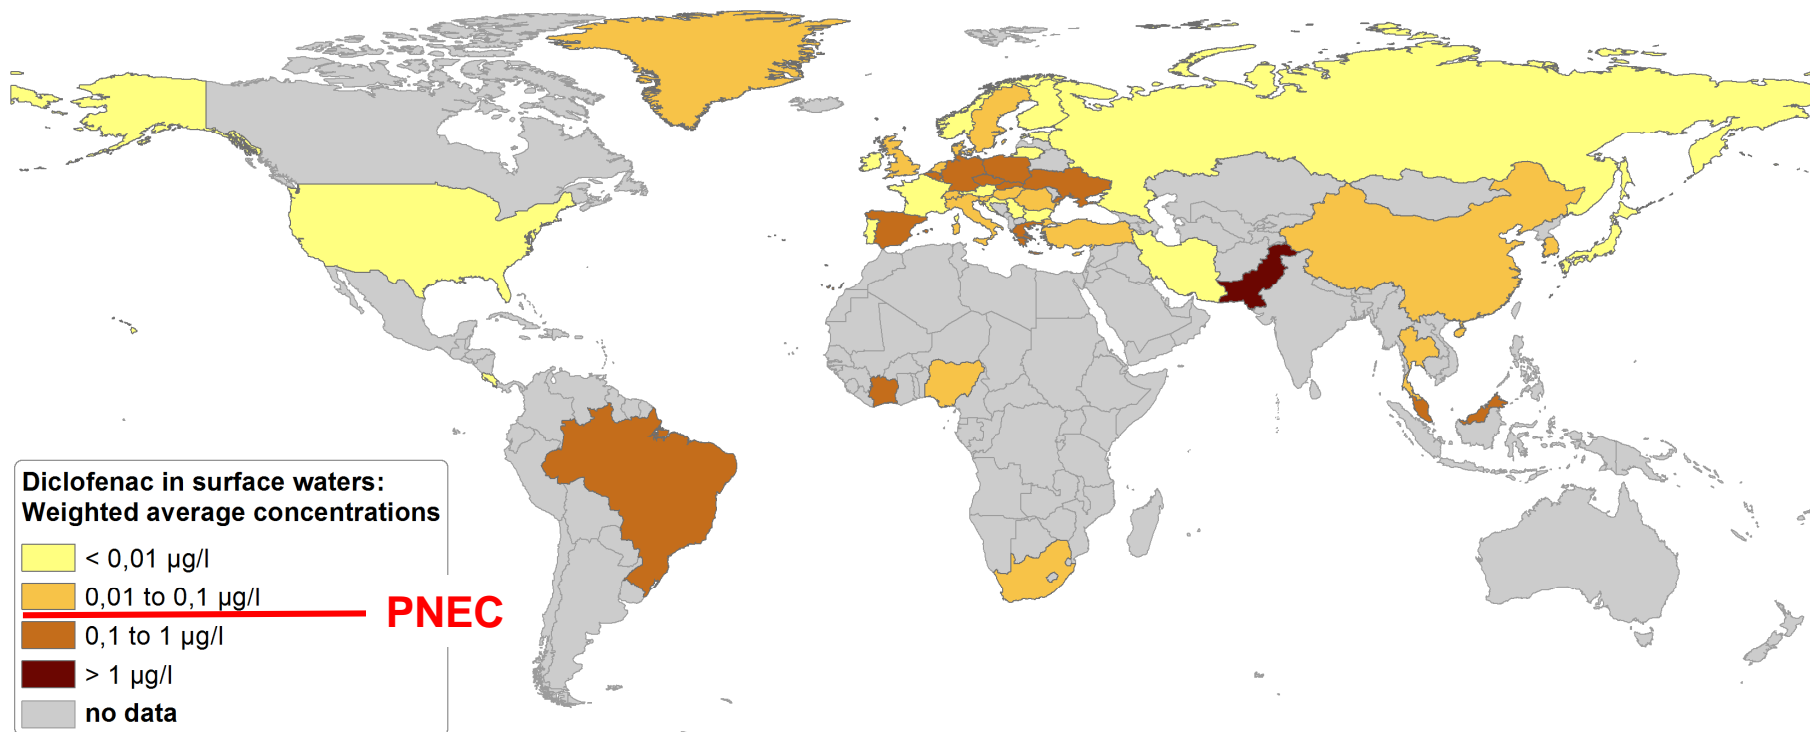 Diclofenac in surface waters:
Weighted average concentrations
< 0,01 µg/l
0,01 to 0,1 µg/l
PNEC
0,1 to 1 µg/l
> 1 µg/l
no data